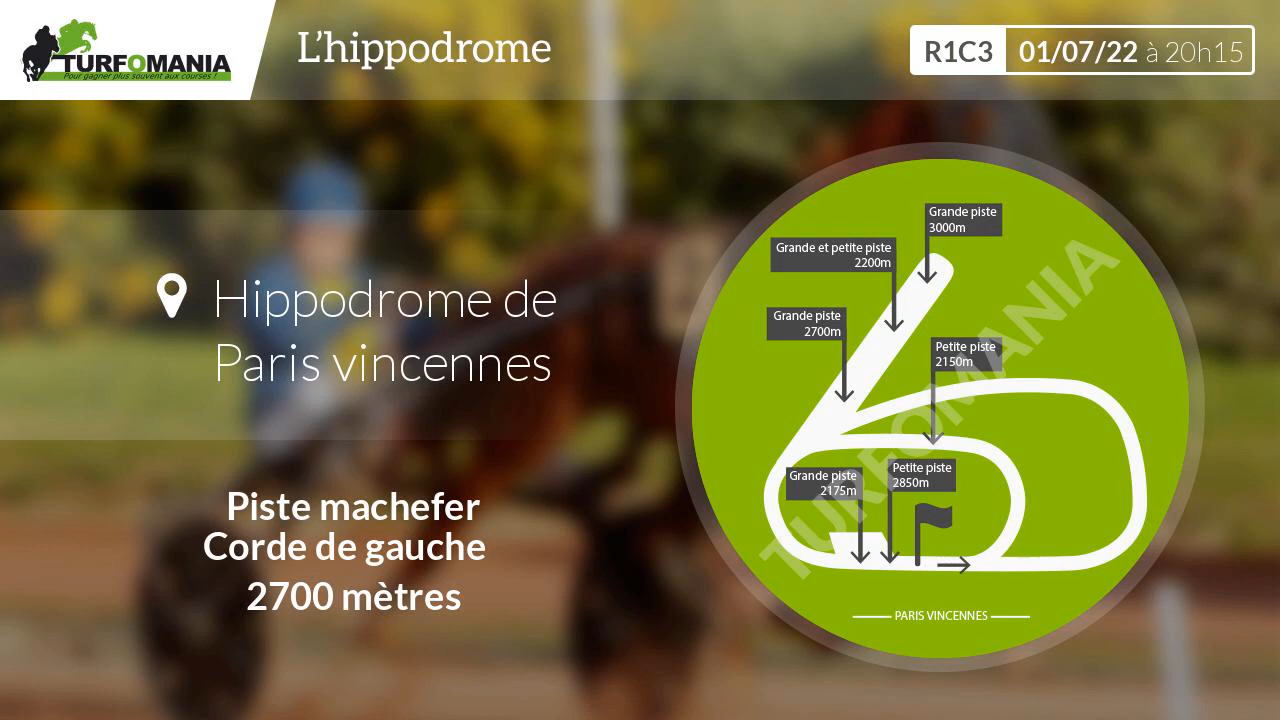 TURFOMANIA
Pour gagner plus souvent aux courses !
L'hippodrome
R1C3
01/07/22 à 20h15
Hippodrome de
Paris vincennes
Piste machefer
Corde de gauche
2700 mètres
Grande piste
3000m
Grande et petite piste
2200m
Grande piste
2700m
Petite piste
2150m
Grande piste
2175m
Petite piste
2850m
TURFOMANIA
PARIS VINCENNES